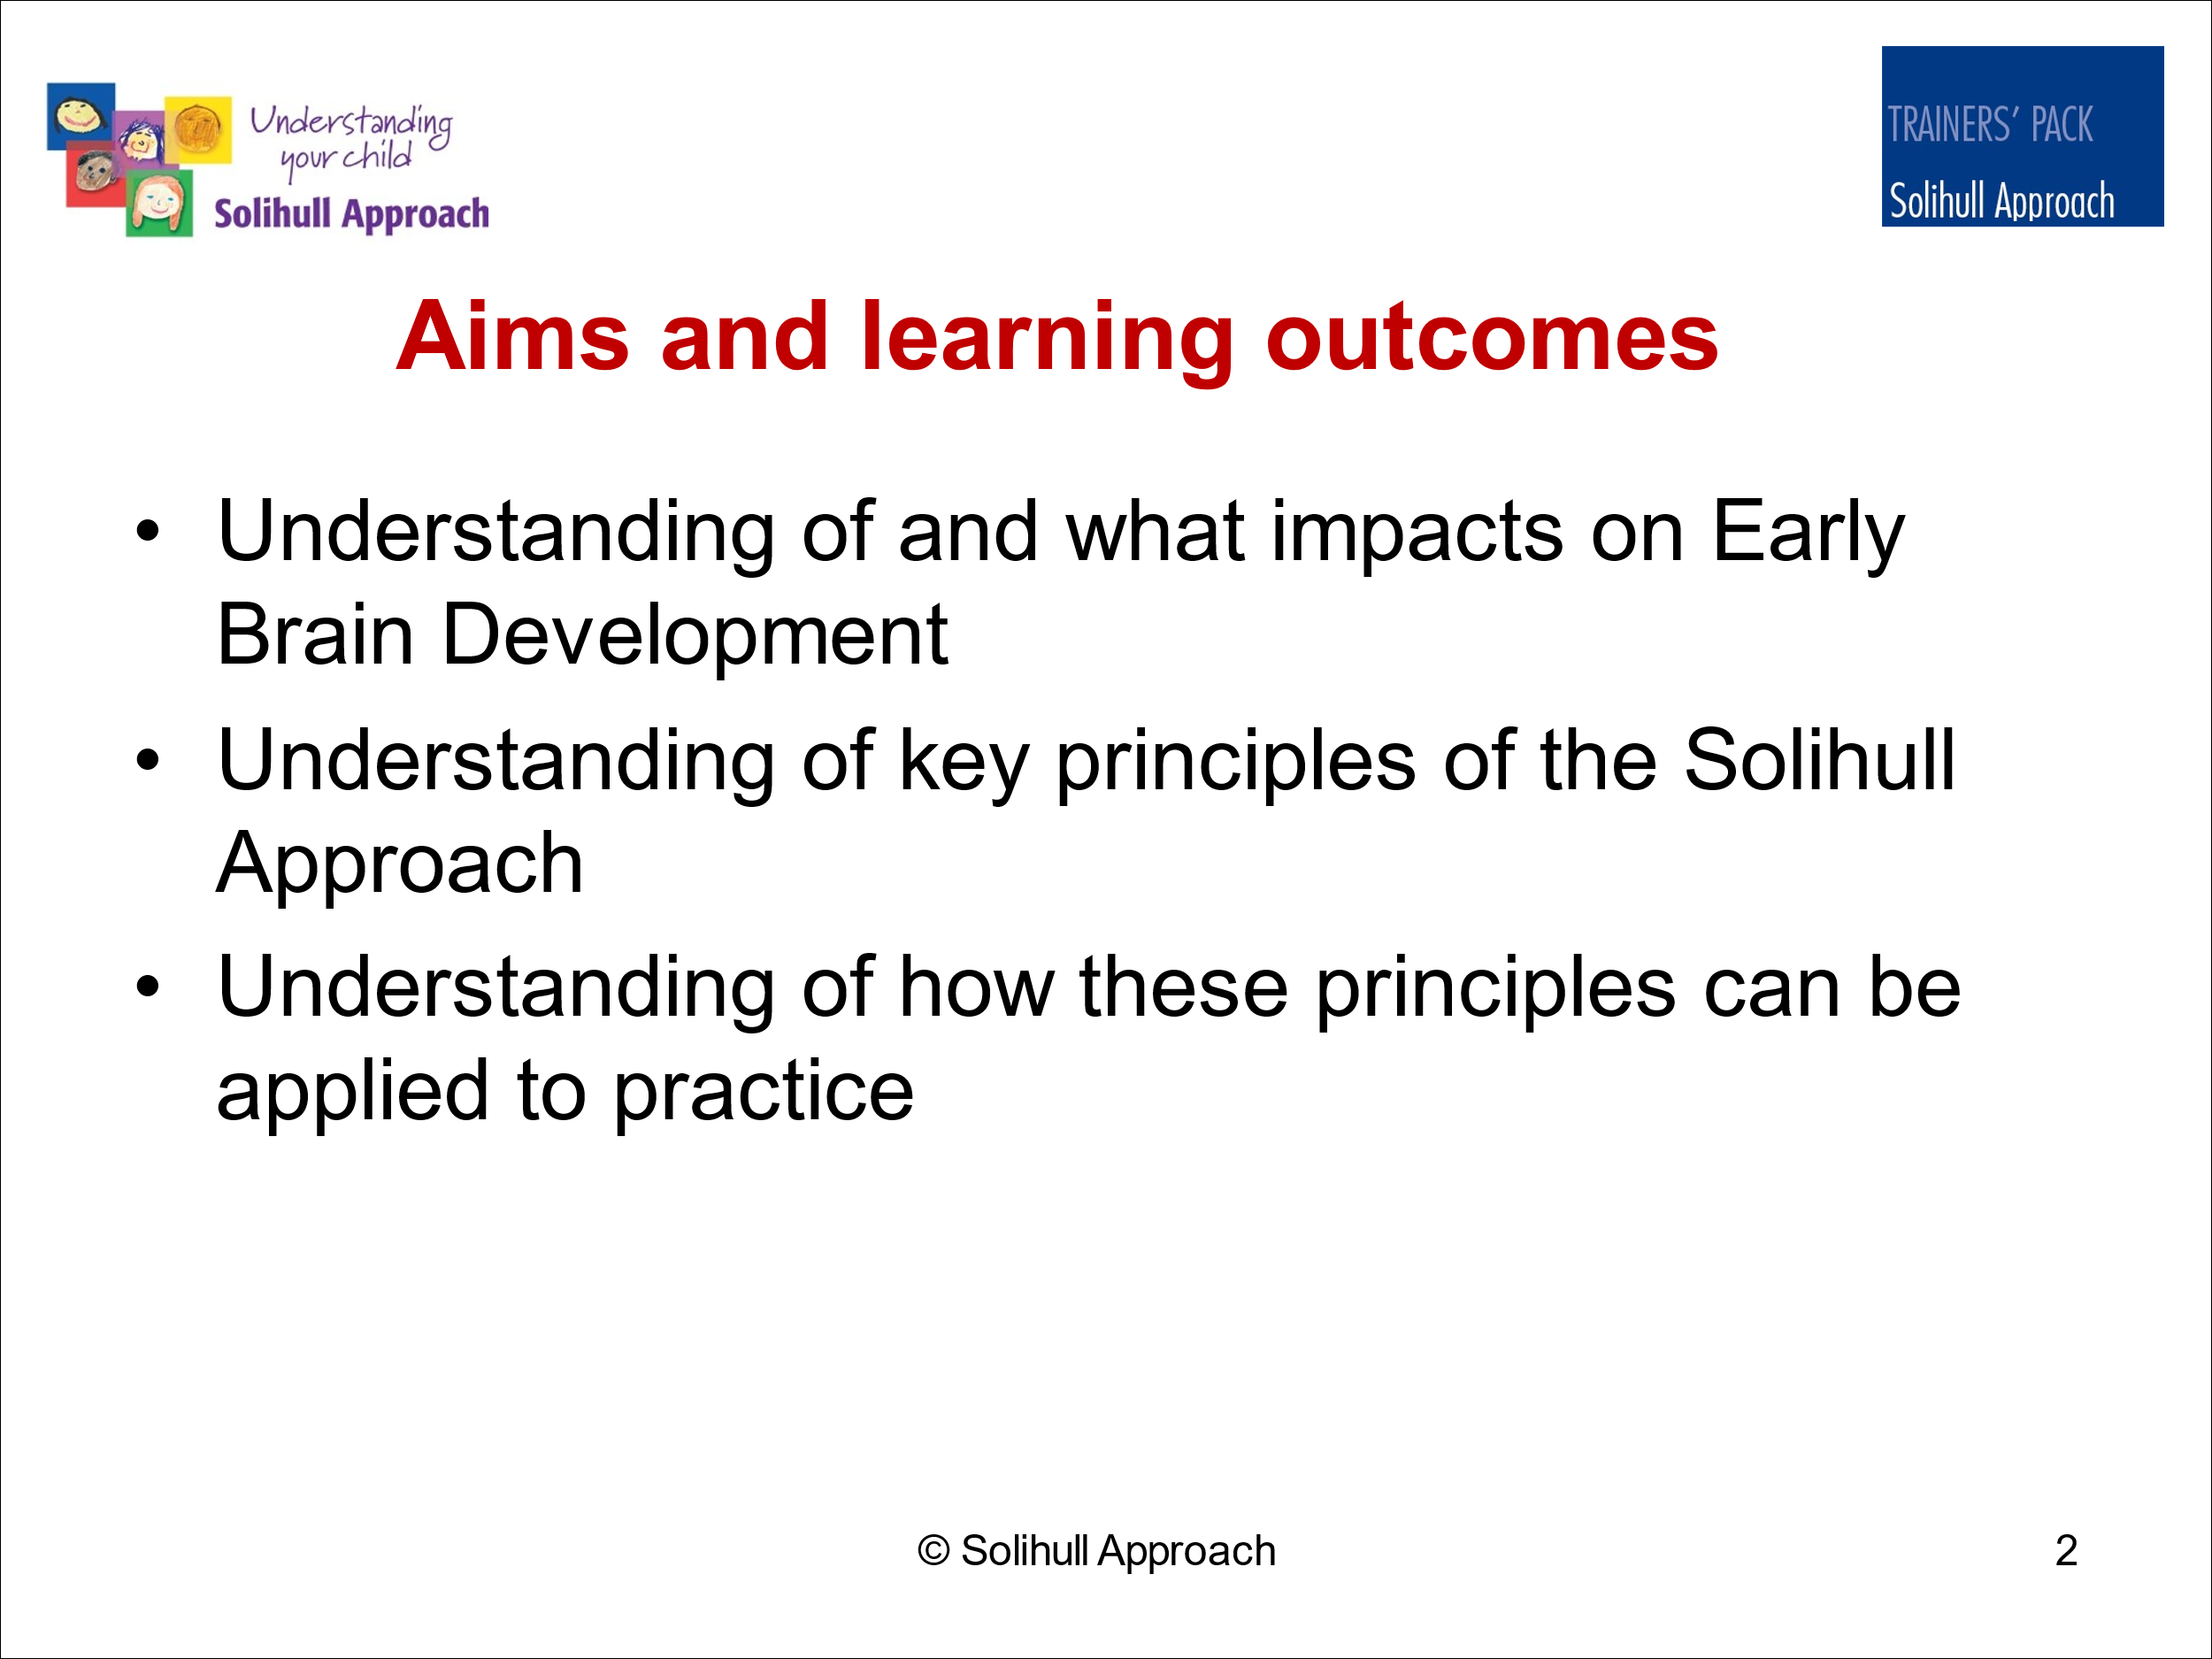 Understanding
your child
Solihull Approach
TRAINERS’ PACK
Solihull Approach
Aims and learning outcomes
• Understanding of and what impacts on Early
Brain Development
• Understanding of key principles of the Solihull
Approach
• Understanding of how these principles can be
applied to practice
© Solihull Approach
2